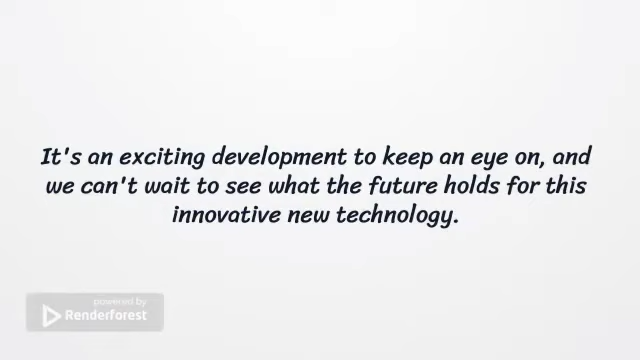 It's an exciting development to keep an eye on, and
we can't wait to see what the future holds for this
innovative new technology.
powered by
Renderforest